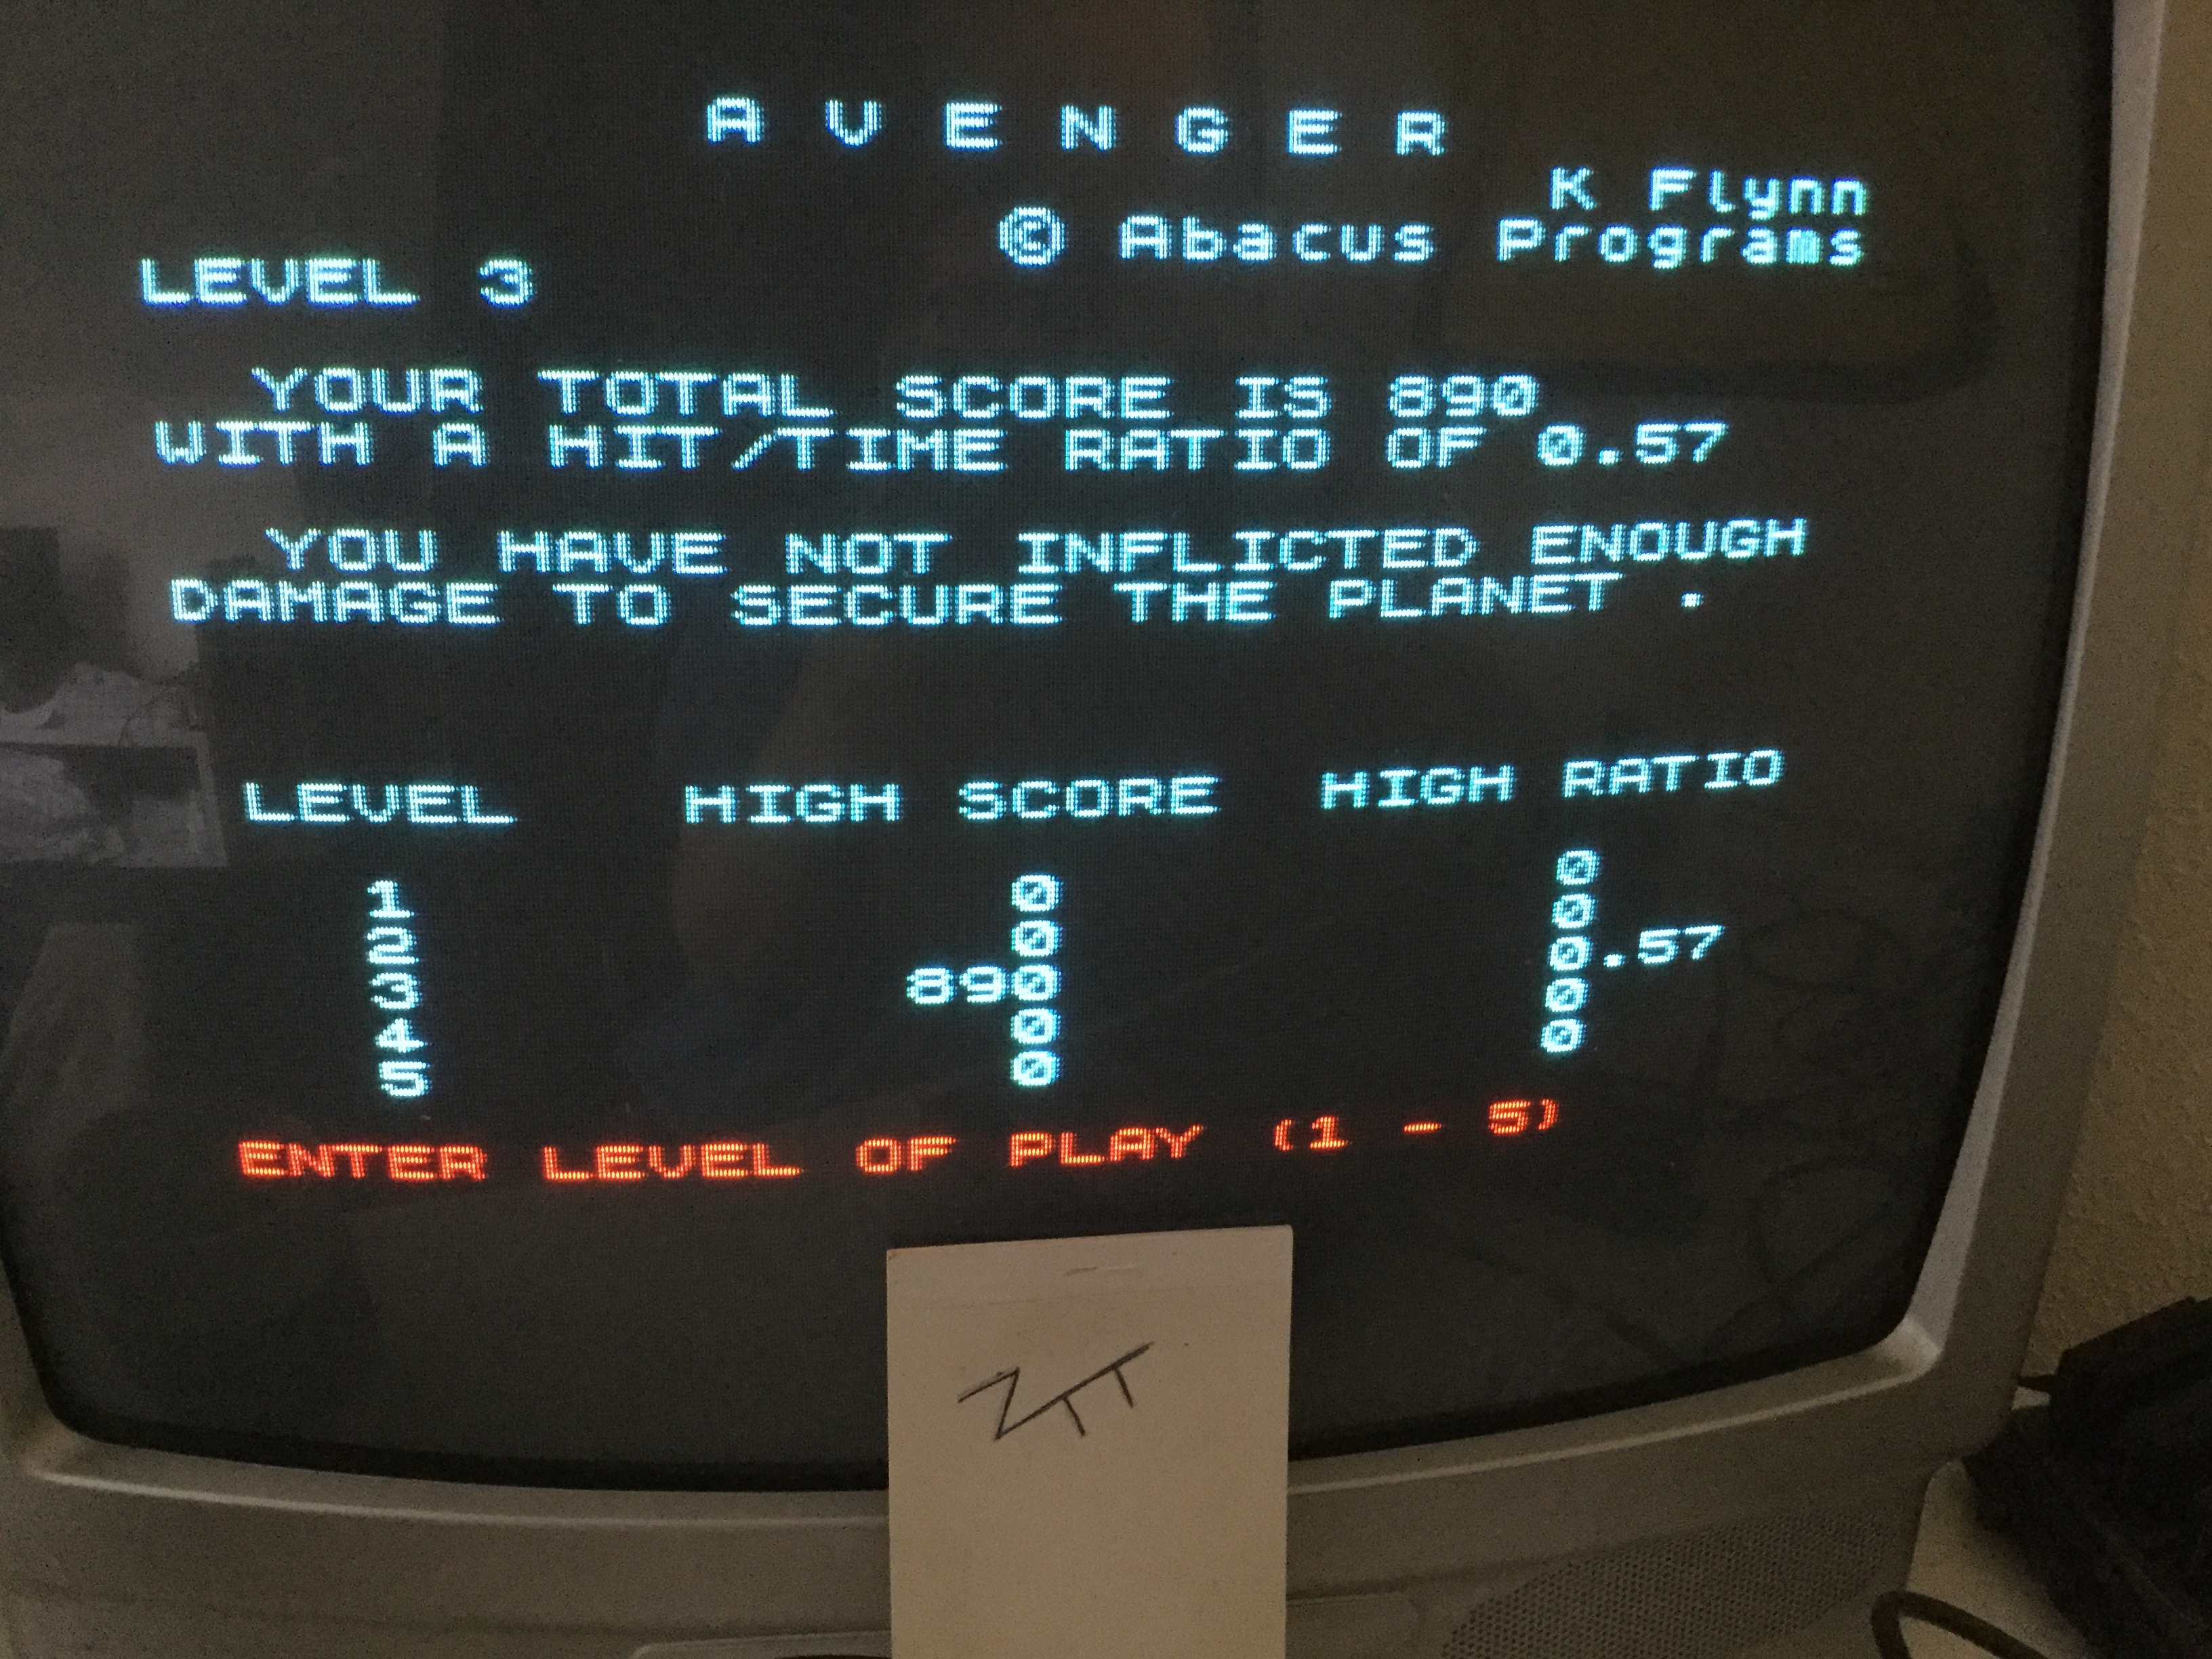 A V E N G E R
K Flynn
© Abacus Programs
LEVEL 3
YOUR TOTAL SCORE IS 890
WITH A HIT/TIME RATIO OF 0.57
YOU HAVE NOT INFLICTED ENOUGH
DAMAGE TO SECURE THE PLANET .
LEVEL HIGH SCORE HIGH RATIO
1 0 0
2 0 0
3 890 0.57
4 0 0
5 0 0
ENTER LEVEL OF PLAY (1 - 5)